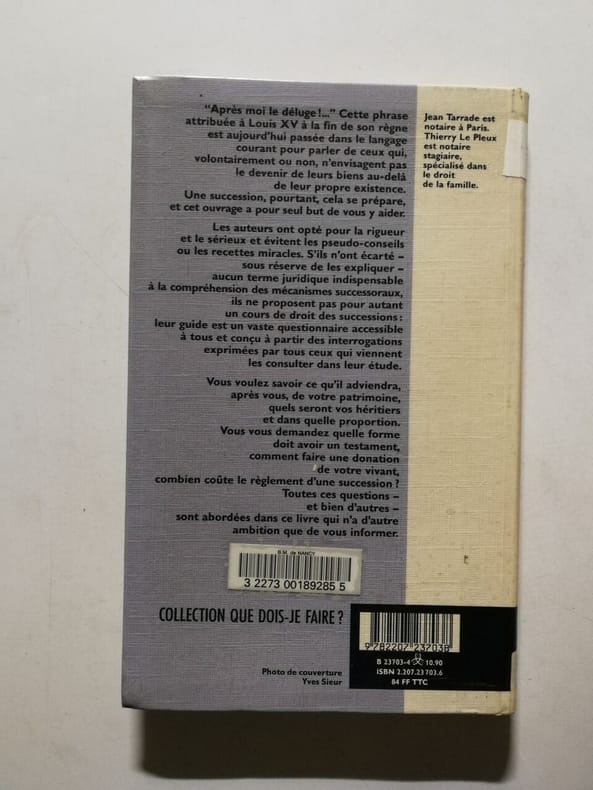 "Après moi le déluge!..." Cette phrase
attribuée à Louis XV à la fin de son règne
est aujourd'hui passée dans le langage
courant pour parler de ceux qui,
volontairement ou non, n'envisagent pas
le devenir de leurs biens au-delà
de leur propre existence.
Une succession, pourtant, cela se prépare,
et cet ouvrage a pour seul but de vous y aider.
Les auteurs ont opté pour la rigueur
et le sérieux et évitent les pseudo-conseils
ou les recettes miracles. S'ils n'ont écarté –
sous réserve de les expliquer –
aucun terme juridique indispensable
à la compréhension des mécanismes successoraux,
ils ne proposent pas pour autant
un cours de droit des successions :
leur guide est un vaste questionnaire accessible
à tous et conçu à partir des interrogations
exprimées par tous ceux qui viennent
les consulter dans leur étude.
Vous voulez savoir ce qu'il adviendra,
après vous, de votre patrimoine,
quels seront vos héritiers
et dans quelle proportion.
Vous vous demandez quelle forme
doit avoir un testament,
comment faire une donation
de votre vivant,
combien coûte le règlement d'une succession ?
Toutes ces questions –
et bien d'autres –
sont abordées dans ce livre qui n'a d'autre
ambition que de vous informer.
Jean Tarrade est
notaire à Paris.
Thierry Le Pleux
est notaire
stagiaire,
spécialisé dans
le droit
de la famille.
B.M. de NANCY
3 2273 00189285 5
COLLECTION QUE DOIS-JE FAIRE ?
Photo de couverture
Yves Sieur
9782207237038
B 23703-4 10.90
ISBN 2.207.23703.6
84 FF TTC